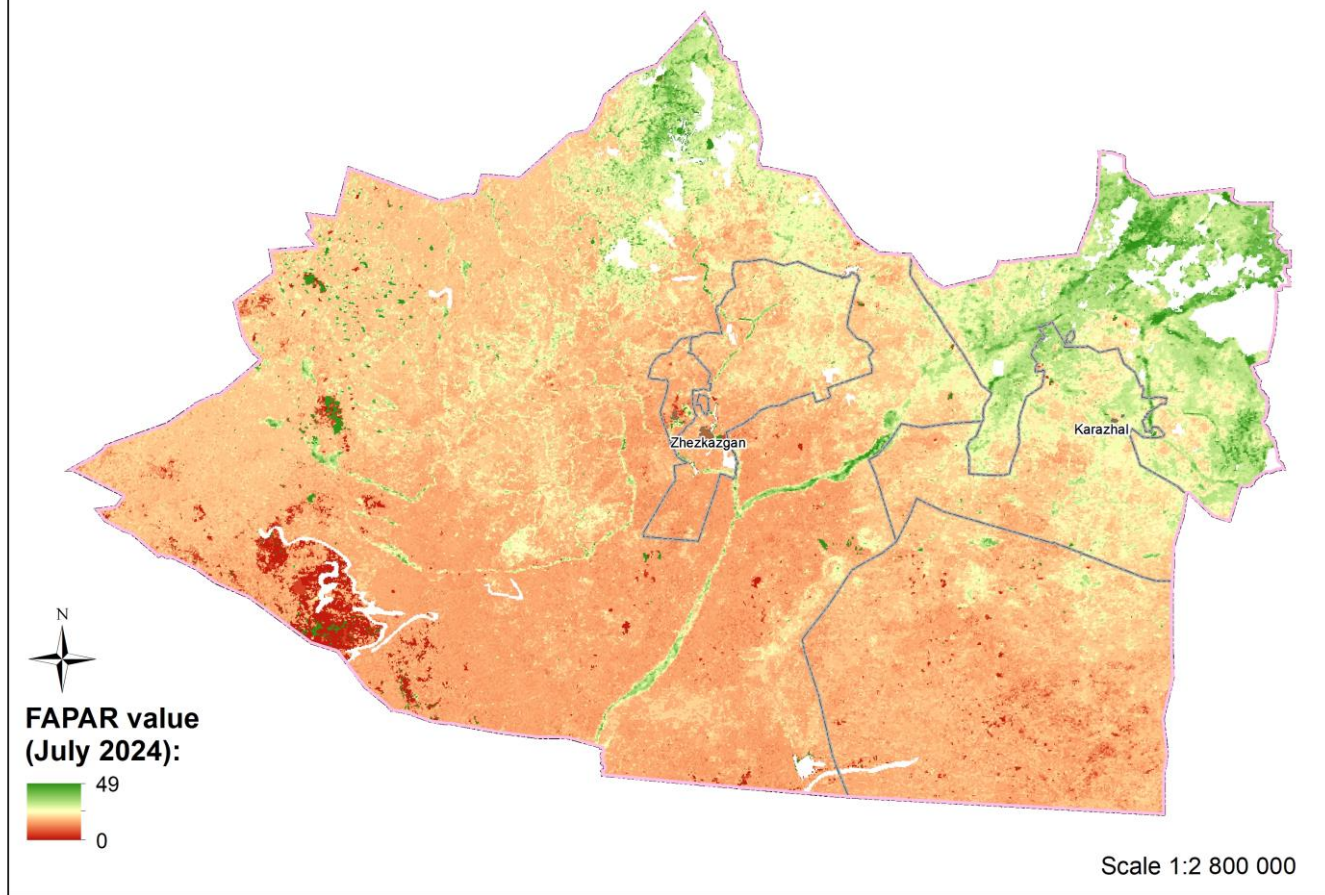 Zhezkazgan
Karazhal
N
FAPAR value
(July 2024):
49
0
Scale 1:2 800 000